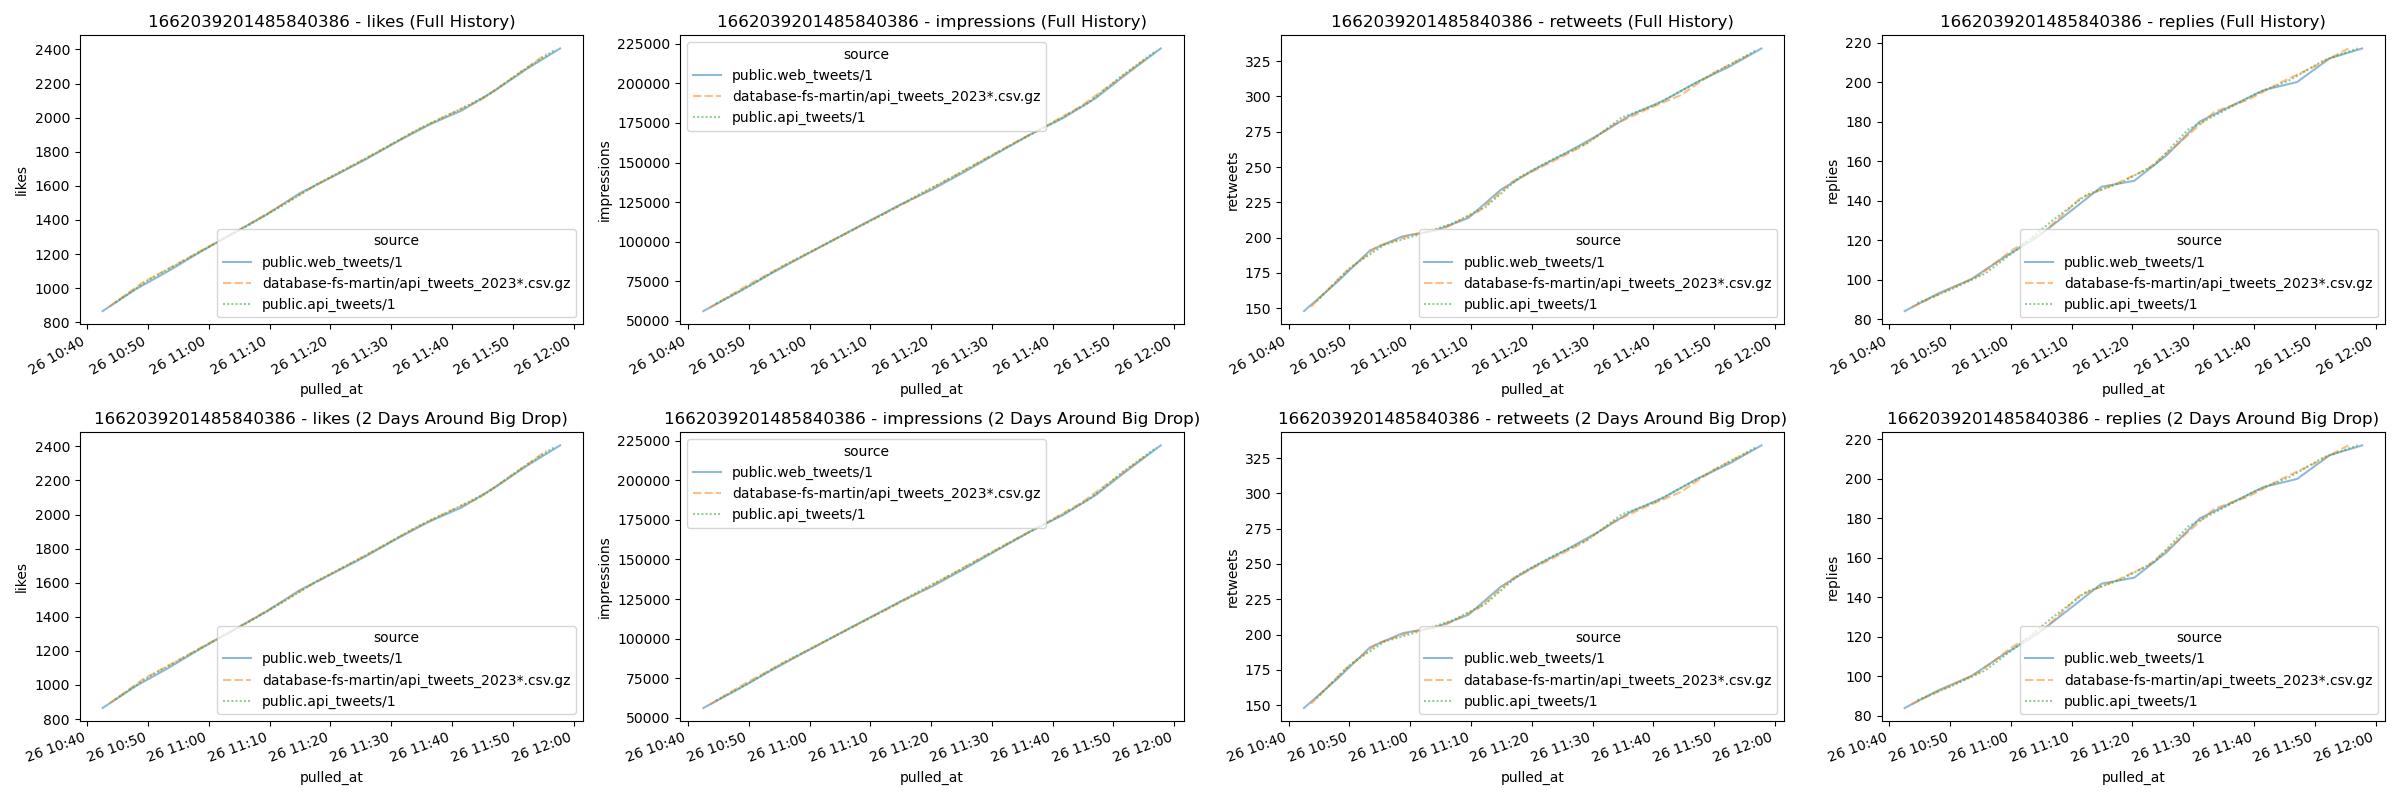 1662039201485840386 - likes (Full History)
2400
2200
2000
1800
1600
1400
1200
1000
800
likes
source
public.web_tweets/1
database-fs-martin/api_tweets_2023*.csv.gz
public.api_tweets/1
26 10:40
26 10:50
26 11:00
26 11:10
26 11:20
26 11:30
26 11:40
26 11:50
26 12:00
pulled_at
1662039201485840386 - impressions (Full History)
225000
200000
175000
150000
125000
100000
75000
50000
impressions
source
public.web_tweets/1
database-fs-martin/api_tweets_2023*.csv.gz
public.api_tweets/1
26 10:40
26 10:50
26 11:00
26 11:10
26 11:20
26 11:30
26 11:40
26 11:50
26 12:00
pulled_at
1662039201485840386 - retweets (Full History)
325
300
275
250
225
200
175
150
retweets
source
public.web_tweets/1
database-fs-martin/api_tweets_2023*.csv.gz
public.api_tweets/1
26 10:40
26 10:50
26 11:00
26 11:10
26 11:20
26 11:30
26 11:40
26 11:50
26 12:00
pulled_at
1662039201485840386 - replies (Full History)
220
200
180
160
140
120
100
80
replies
source
public.web_tweets/1
database-fs-martin/api_tweets_2023*.csv.gz
public.api_tweets/1
26 10:40
26 10:50
26 11:00
26 11:10
26 11:20
26 11:30
26 11:40
26 11:50
26 12:00
pulled_at
1662039201485840386 - likes (2 Days Around Big Drop)
2400
2200
2000
1800
1600
1400
1200
1000
800
likes
source
public.web_tweets/1
database-fs-martin/api_tweets_2023*.csv.gz
public.api_tweets/1
26 10:40
26 10:50
26 11:00
26 11:10
26 11:20
26 11:30
26 11:40
26 11:50
26 12:00
pulled_at
1662039201485840386 - impressions (2 Days Around Big Drop)
225000
200000
175000
150000
125000
100000
75000
50000
impressions
source
public.web_tweets/1
database-fs-martin/api_tweets_2023*.csv.gz
public.api_tweets/1
26 10:40
26 10:50
26 11:00
26 11:10
26 11:20
26 11:30
26 11:40
26 11:50
26 12:00
pulled_at
1662039201485840386 - retweets (2 Days Around Big Drop)
325
300
275
250
225
200
175
150
retweets
source
public.web_tweets/1
database-fs-martin/api_tweets_2023*.csv.gz
public.api_tweets/1
26 10:40
26 10:50
26 11:00
26 11:10
26 11:20
26 11:30
26 11:40
26 11:50
26 12:00
pulled_at
1662039201485840386 - replies (2 Days Around Big Drop)
220
200
180
160
140
120
100
80
replies
source
public.web_tweets/1
database-fs-martin/api_tweets_2023*.csv.gz
public.api_tweets/1
26 10:40
26 10:50
26 11:00
26 11:10
26 11:20
26 11:30
26 11:40
26 11:50
26 12:00
pulled_at